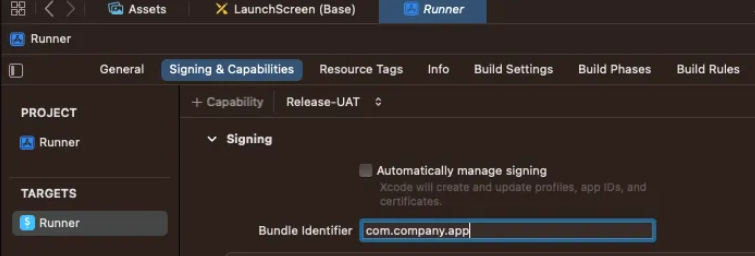 Assets LaunchScreen (Base) Runner
Runner
General Signing & Capabilities Resource Tags Info Build Settings Build Phases Build Rules
+ Capability Release-UAT
PROJECT
Runner
TARGETS
Runner
Signing
Automatically manage signing
Xcode will create and update profiles, app IDs, and
certificates.
Bundle Identifier com.company.app